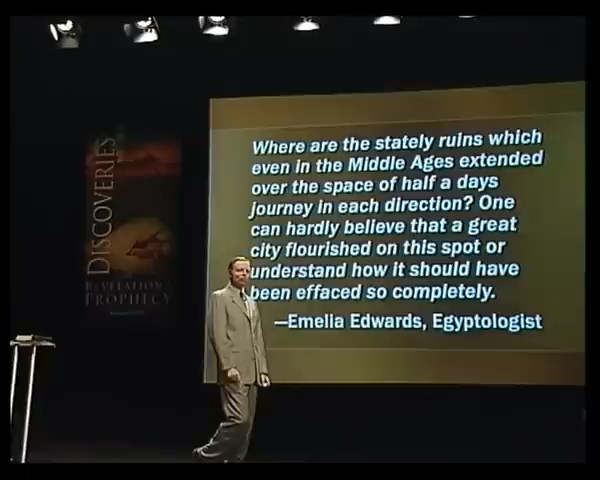 DISCOVERIES
REVELATION &
PROPHECY
Where are the stately ruins which
even in the Middle Ages extended
over the space of half a days
journey in each direction? One
can hardly believe that a great
city flourished on this spot or
understand how it should have
been effaced so completely.
—Emelia Edwards, Egyptologist